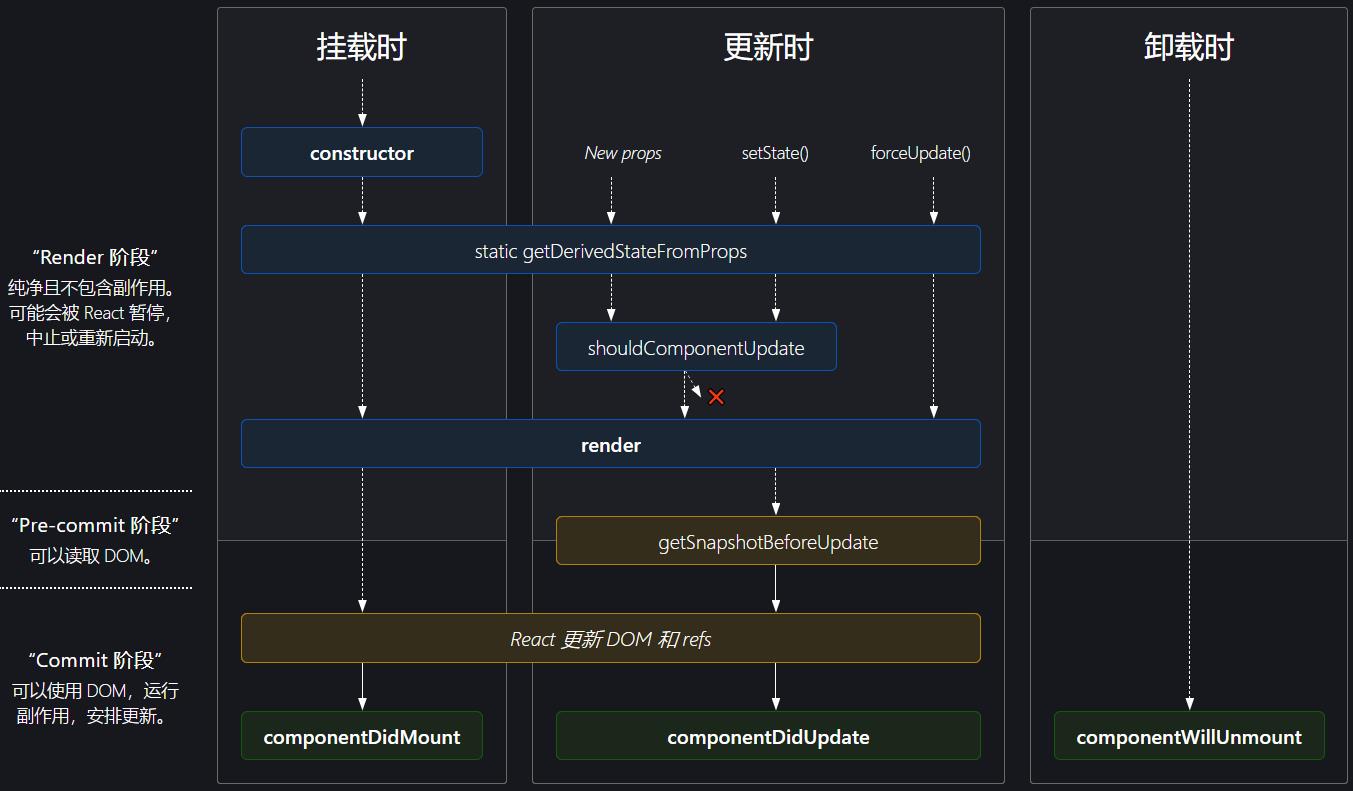 挂载时
更新时
卸载时
constructor
New props
setState()
forceUpdate()
static getDerivedStateFromProps
“Render 阶段”
纯净且不包含副作用。
可能会被 React 暂停，
中止或重新启动。
shouldComponentUpdate
render
“Pre-commit 阶段”
可以读取 DOM。
getSnapshotBeforeUpdate
React 更新 DOM 和 refs
“Commit 阶段”
可以使用 DOM，运行
副作用，安排更新。
componentDidMount
componentDidUpdate
componentWillUnmount